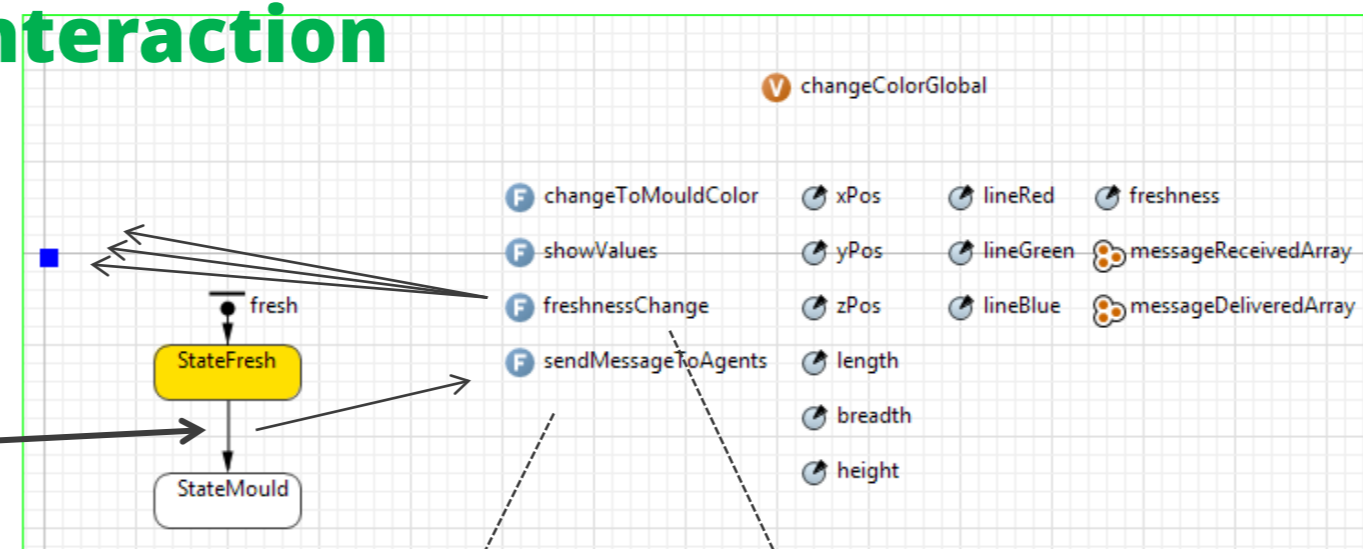 nteraction
changeColorGlobal
changeToMouldColor xPos lineRed freshness
showValues yPos lineGreen messageReceivedArray
fresh freshnessChange zPos lineBlue messageDeliveredArray
StateFresh sendMessageToAgents length
breadth
StateMould height